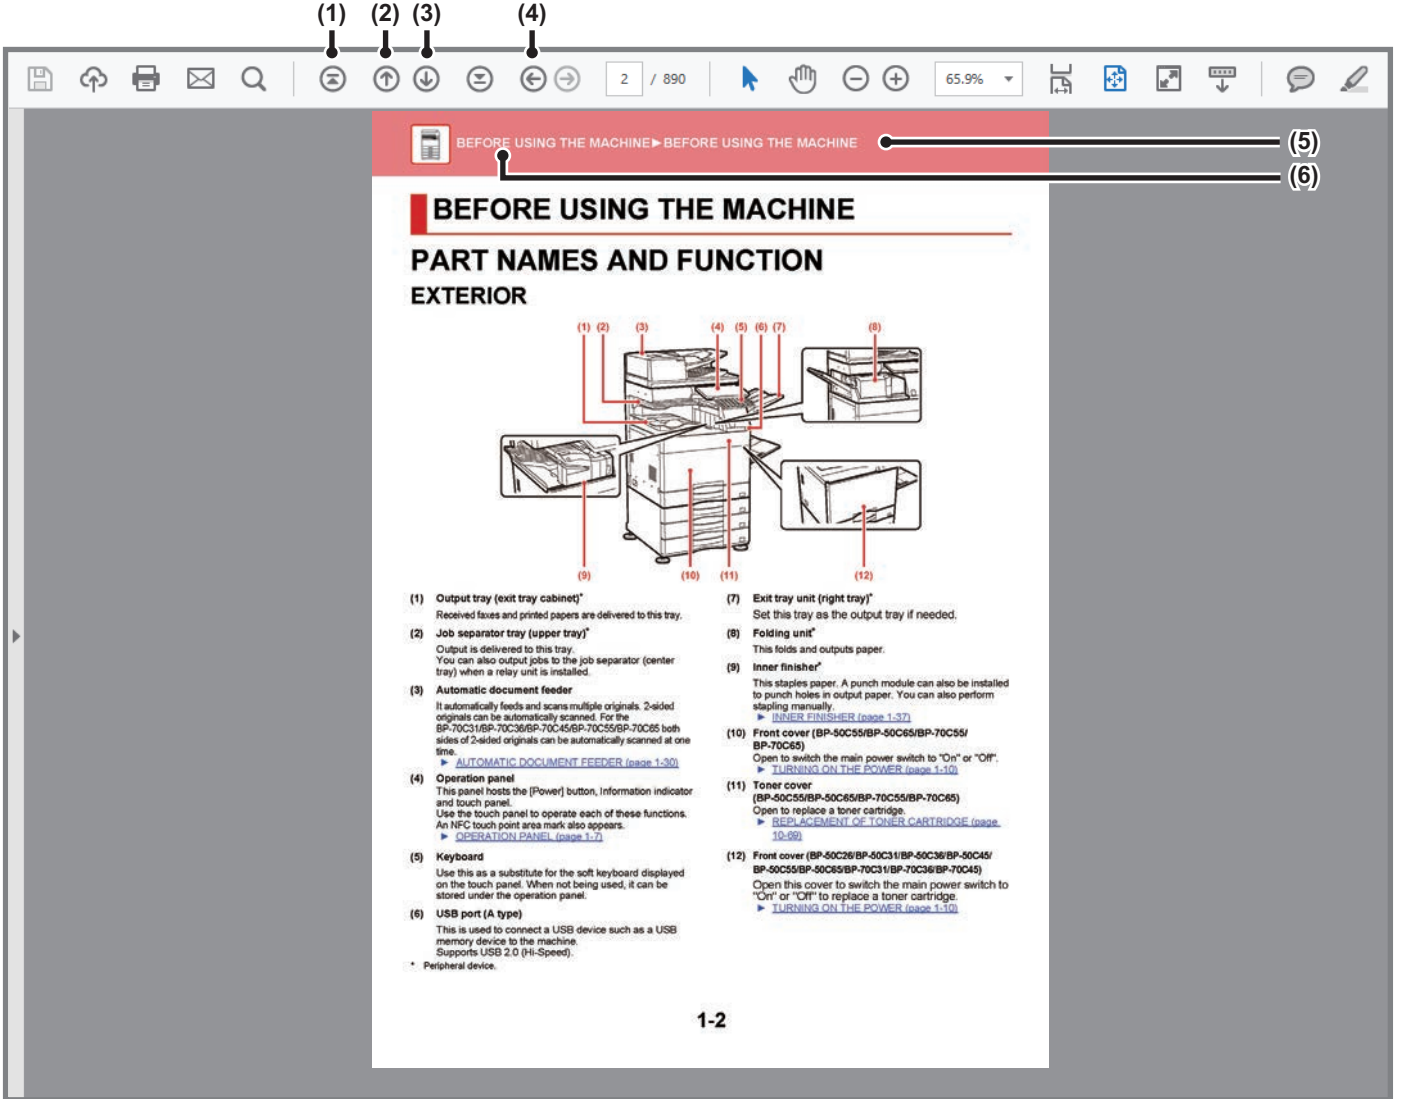 (1) (2) (3) (4)
2 / 890 65.9%
BEFORE USING THE MACHINE►BEFORE USING THE MACHINE
(5)
(6)
BEFORE USING THE MACHINE
PART NAMES AND FUNCTION
EXTERIOR
(1) (2) (3) (4) (5) (6) (7) (8)
(9) (10) (11) (12)
(1) Output tray (exit tray cabinet)*
Received faxes and printed papers are delivered to this tray.
(2) Job separator tray (upper tray)*
Output is delivered to this tray.
You can also output jobs to the job separator (center
tray) when a relay unit is installed.
(3) Automatic document feeder
It automatically feeds and scans multiple originals. 2-sided
originals can be automatically scanned. For the
BP-70C31/BP-70C36/BP-70C45/BP-70C55/BP-70C65 both
sides of 2-sided originals can be automatically scanned at one
time.
► AUTOMATIC DOCUMENT FEEDER (page 1-30)
(4) Operation panel
This panel hosts the [Power] button, Information indicator
and touch panel.
Use the touch panel to operate each of these functions.
An NFC touch point area mark also appears.
► OPERATION PANEL (page 1-7)
(5) Keyboard
Use this as a substitute for the soft keyboard displayed
on the touch panel. When not being used, it can be
stored under the operation panel.
(6) USB port (A type)
This is used to connect a USB device such as a USB
memory device to the machine.
Supports USB 2.0 (Hi-Speed).
* Peripheral device.
(7) Exit tray unit (right tray)*
Set this tray as the output tray if needed.
(8) Folding unit*
This folds and outputs paper.
(9) Inner finisher*
This staples paper. A punch module can also be installed
to punch holes in output paper. You can also perform
stapling manually.
► INNER FINISHER (page 1-37)
(10) Front cover (BP-50C55/BP-50C65/BP-70C55/
BP-70C65)
Open to switch the main power switch to "On" or "Off".
► TURNING ON THE POWER (page 1-10)
(11) Toner cover
(BP-50C55/BP-50C65/BP-70C55/BP-70C65)
Open to replace a toner cartridge.
► REPLACEMENT OF TONER CARTRIDGE (page
10-69)
(12) Front cover (BP-50C26/BP-50C31/BP-50C36/BP-50C45/
BP-50C55/BP-50C65/BP-70C31/BP-70C36/BP-70C45)
Open this cover to switch the main power switch to
"On" or "Off" to replace a toner cartridge.
► TURNING ON THE POWER (page 1-10)
1-2